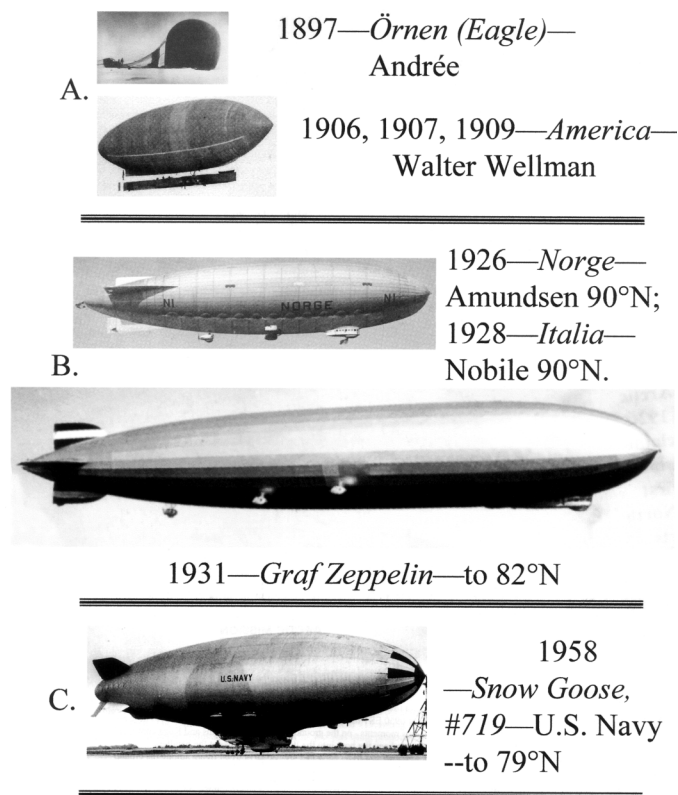 1897—Örnen (Eagle)—
Andrée
A.
1906, 1907, 1909—America—
Walter Wellman
1926—Norge—
Amundsen 90°N;
1928—Italia—
Nobile 90°N.
N1
NORGE
N1
B.
1931—Graf Zeppelin—to 82°N
1958
—Snow Goose,
#719—U.S. Navy
--to 79°N
U.S.NAVY
C.